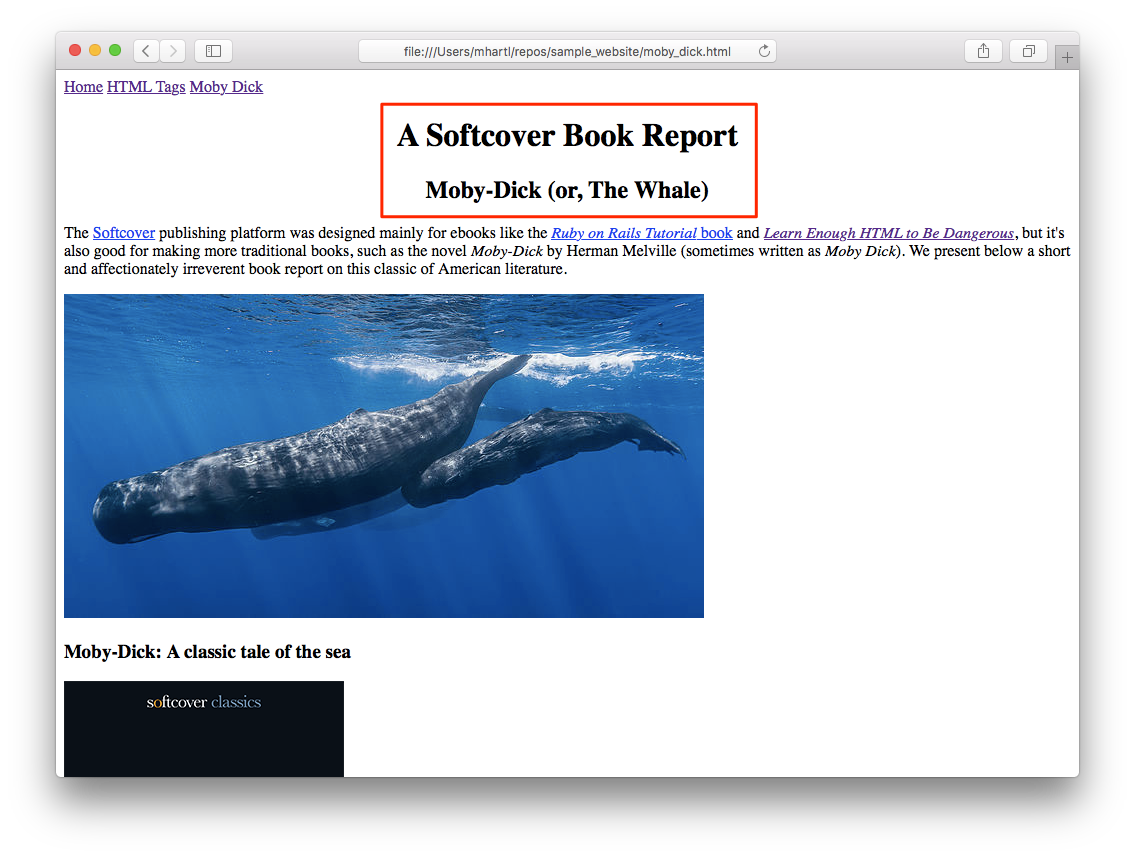 file:///Users/mhartl/repos/sample_website/moby_dick.html
Home HTML Tags Moby Dick
A Softcover Book Report
Moby-Dick (or, The Whale)
The Softcover publishing platform was designed mainly for ebooks like the Ruby on Rails Tutorial book and Learn Enough HTML to Be Dangerous, but it's
also good for making more traditional books, such as the novel Moby-Dick by Herman Melville (sometimes written as Moby Dick). We present below a short
and affectionately irreverent book report on this classic of American literature.
Moby-Dick: A classic tale of the sea
softcover classics